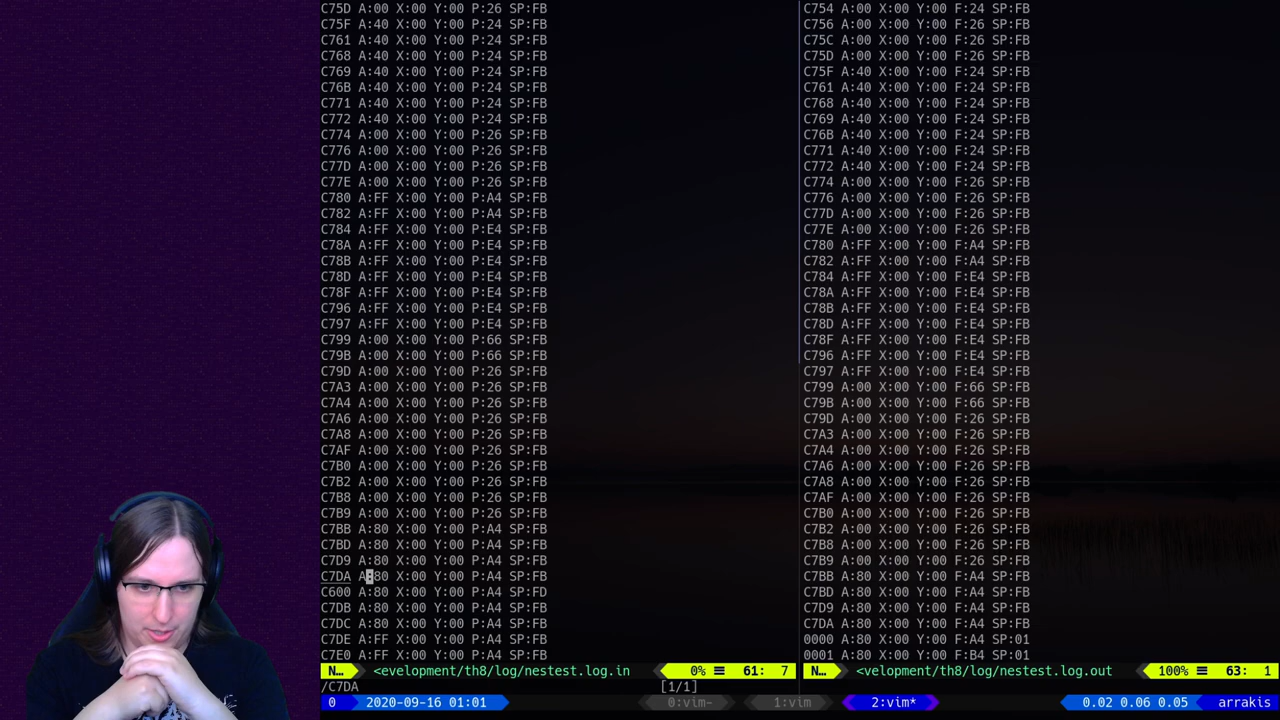 C75D A:00 X:00 Y:00 P:26 SP:FB
C75F A:00 X:00 Y:00 P:26 SP:FB
C761 A:40 X:00 Y:00 P:24 SP:FB
C768 A:40 X:00 Y:00 P:24 SP:FB
C769 A:40 X:00 Y:00 P:24 SP:FB
C76B A:40 X:00 Y:00 P:24 SP:FB
C771 A:40 X:00 Y:00 P:24 SP:FB
C772 A:40 X:00 Y:00 P:24 SP:FB
C774 A:00 X:00 Y:00 P:26 SP:FB
C776 A:00 X:00 Y:00 P:26 SP:FB
C77D A:00 X:00 Y:00 P:26 SP:FB
C77E A:00 X:00 Y:00 P:26 SP:FB
C780 A:FF X:00 Y:00 P:A4 SP:FB
C782 A:FF X:00 Y:00 P:A4 SP:FB
C784 A:FF X:00 Y:00 P:E4 SP:FB
C78A A:FF X:00 Y:00 P:E4 SP:FB
C78B A:FF X:00 Y:00 P:E4 SP:FB
C78D A:FF X:00 Y:00 P:E4 SP:FB
C78F A:FF X:00 Y:00 P:E4 SP:FB
C796 A:FF X:00 Y:00 P:E4 SP:FB
C797 A:FF X:00 Y:00 P:E4 SP:FB
C799 A:00 X:00 Y:00 P:66 SP:FB
C79B A:00 X:00 Y:00 P:66 SP:FB
C79D A:00 X:00 Y:00 P:26 SP:FB
C7A3 A:00 X:00 Y:00 P:26 SP:FB
C7A4 A:00 X:00 Y:00 P:26 SP:FB
C7A6 A:00 X:00 Y:00 P:26 SP:FB
C7A8 A:00 X:00 Y:00 P:26 SP:FB
C7AF A:00 X:00 Y:00 P:26 SP:FB
C7B0 A:00 X:00 Y:00 P:26 SP:FB
C7B2 A:00 X:00 Y:00 P:26 SP:FB
C7B8 A:00 X:00 Y:00 P:26 SP:FB
C7B9 A:00 X:00 Y:00 P:26 SP:FB
C7BB A:80 X:00 Y:00 P:A4 SP:FB
C7BD A:80 X:00 Y:00 P:A4 SP:FB
C7D9 A:80 X:00 Y:00 P:A4 SP:FB
C7DA A:80 X:00 Y:00 P:A4 SP:FB
C600 A:80 X:00 Y:00 P:A4 SP:FD
C7DB A:80 X:00 Y:00 P:A4 SP:FB
C7DC A:80 X:00 Y:00 P:A4 SP:FB
C7DE A:FF X:00 Y:00 P:A4 SP:FB
C7E0 A:FF X:00 Y:00 P:A4 SP:FB
N… <evelopment/th8/log/nestest.log.in 0% ☰ 61: 7
C754 A:00 X:00 Y:00 F:24 SP:FB
C756 A:00 X:00 Y:00 F:24 SP:FB
C75C A:00 X:00 Y:00 F:26 SP:FB
C75D A:00 X:00 Y:00 F:26 SP:FB
C75F A:40 X:00 Y:00 F:24 SP:FB
C761 A:40 X:00 Y:00 F:24 SP:FB
C768 A:40 X:00 Y:00 F:24 SP:FB
C769 A:40 X:00 Y:00 F:24 SP:FB
C76B A:40 X:00 Y:00 F:24 SP:FB
C771 A:40 X:00 Y:00 F:24 SP:FB
C772 A:40 X:00 Y:00 F:24 SP:FB
C774 A:00 X:00 Y:00 F:26 SP:FB
C776 A:00 X:00 Y:00 F:26 SP:FB
C77D A:00 X:00 Y:00 F:26 SP:FB
C77E A:00 X:00 Y:00 F:26 SP:FB
C780 A:FF X:00 Y:00 F:A4 SP:FB
C782 A:FF X:00 Y:00 F:A4 SP:FB
C784 A:FF X:00 Y:00 F:E4 SP:FB
C78A A:FF X:00 Y:00 F:E4 SP:FB
C78B A:FF X:00 Y:00 F:E4 SP:FB
C78D A:FF X:00 Y:00 F:E4 SP:FB
C78F A:FF X:00 Y:00 F:E4 SP:FB
C796 A:FF X:00 Y:00 F:E4 SP:FB
C797 A:FF X:00 Y:00 F:E4 SP:FB
C799 A:00 X:00 Y:00 F:66 SP:FB
C79B A:00 X:00 Y:00 F:66 SP:FB
C79D A:00 X:00 Y:00 F:26 SP:FB
C7A3 A:00 X:00 Y:00 F:26 SP:FB
C7A4 A:00 X:00 Y:00 F:26 SP:FB
C7A6 A:00 X:00 Y:00 F:26 SP:FB
C7A8 A:00 X:00 Y:00 F:26 SP:FB
C7AF A:00 X:00 Y:00 F:26 SP:FB
C7B0 A:00 X:00 Y:00 F:26 SP:FB
C7B2 A:00 X:00 Y:00 F:26 SP:FB
C7B8 A:00 X:00 Y:00 F:26 SP:FB
C7B9 A:00 X:00 Y:00 F:26 SP:FB
C7BB A:80 X:00 Y:00 F:A4 SP:FB
C7BD A:80 X:00 Y:00 F:A4 SP:FB
C7D9 A:80 X:00 Y:00 F:A4 SP:FB
C7DA A:80 X:00 Y:00 F:A4 SP:FB
0000 A:80 X:00 Y:00 F:A4 SP:01
0001 A:80 X:00 Y:00 F:B4 SP:01
N… <evelopment/th8/log/nestest.log.out 100% ☰ 63: 1
/C7DA [1/1]
0 2020-09-16 01:01 0:vim- 1:vim 2:vim* 0.02 0.06 0.05 arrakis